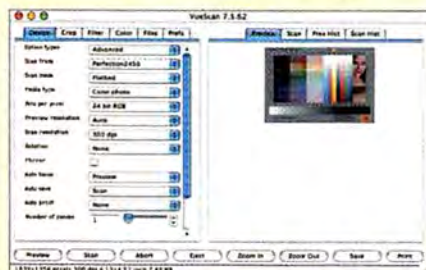 VueScan 7.5.62
Device Crop Filter Color Files Prefs
Preview Scan Prev Hist Scan Hist
Option types Advanced
Scan from Perfection2450
Scan mode Flatbed
Media type Color photo
Bits per pixel 24 bit RGB
Preview resolution Auto
Scan resolution 300 dpi
Rotation None
Mirror
Auto focus Preview
Auto save Scan
Auto print None
Number of passes 1
Preview Scan Abort Eject Zoom In Zoom Out Save Print